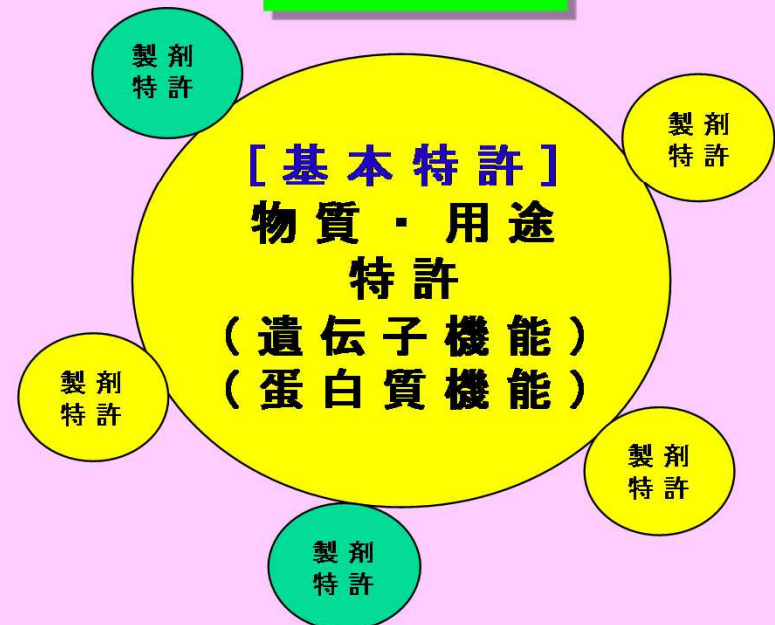 製剤
特許
製剤
特許
[基本特許]
物質・用途
特許
(遺伝子機能)
(蛋白質機能)
製剤
特許
製剤
特許
製剤
特許